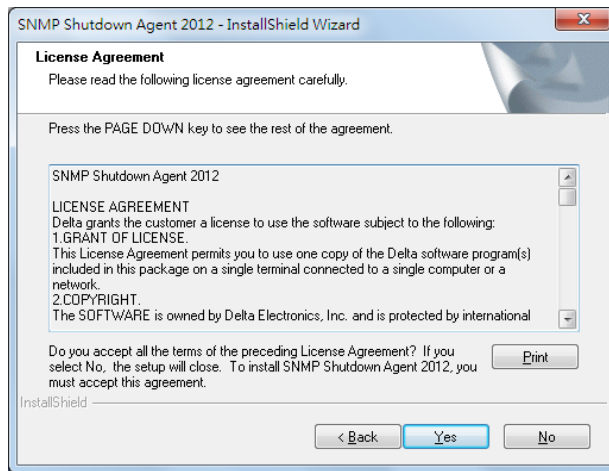 SNMP Shutdown Agent 2012 - InstallShield Wizard
License Agreement
Please read the following license agreement carefully.
Press the PAGE DOWN key to see the rest of the agreement.
SNMP Shutdown Agent 2012
LICENSE AGREEMENT
Delta grants the customer a license to use the software subject to the following:
1.GRANT OF LICENSE.
This License Agreement permits you to use one copy of the Delta software program(s)
included in this package on a single terminal connected to a single computer or a
network.
2.COPYRIGHT.
The SOFTWARE is owned by Delta Electronics, Inc. and is protected by international
Do you accept all the terms of the preceding License Agreement? If you
select No, the setup will close. To install SNMP Shutdown Agent 2012, you
must accept this agreement.
Print
InstallShield
< Back
Yes
No